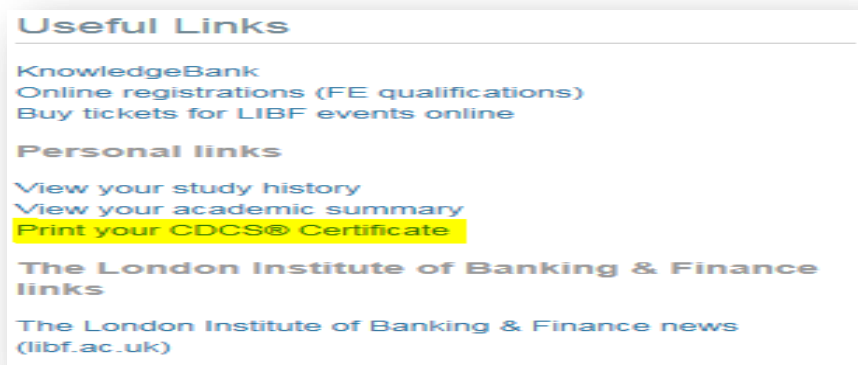 Useful Links
KnowledgeBank
Online registrations (FE qualifications)
Buy tickets for LIBF events online
Personal links
View your study history
View your academic summary
Print your CDCS® Certificate
The London Institute of Banking & Finance
links
The London Institute of Banking & Finance news
(libf.ac.uk)